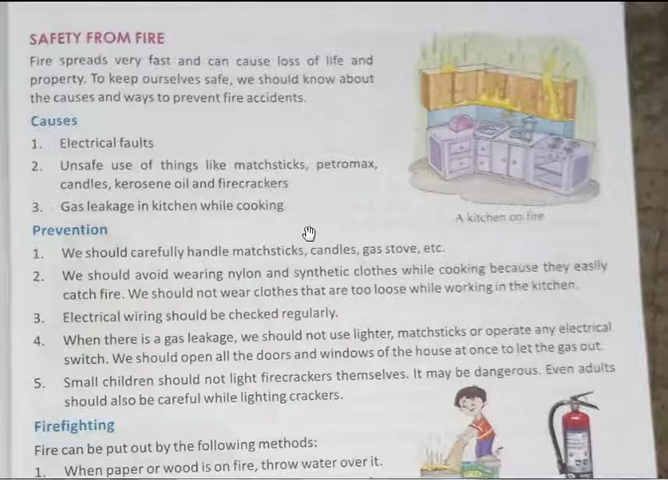 SAFETY FROM FIRE
Fire spreads very fast and can cause loss of life and
property. To keep ourselves safe, we should know about
the causes and ways to prevent fire accidents.
Causes
1. Electrical faults
2. Unsafe use of things like matchsticks, petromax,
candles, kerosene oil and firecrackers
3. Gas leakage in kitchen while cooking
A kitchen on fire
Prevention
1. We should carefully handle matchsticks, candles, gas stove, etc.
2. We should avoid wearing nylon and synthetic clothes while cooking because they easily
catch fire. We should not wear clothes that are too loose while working in the kitchen.
3. Electrical wiring should be checked regularly.
4. When there is a gas leakage, we should not use lighter, matchsticks or operate any electrical
switch. We should open all the doors and windows of the house at once to let the gas out.
5. Small children should not light firecrackers themselves. It may be dangerous. Even adults
should also be careful while lighting crackers.
Firefighting
Fire can be put out by the following methods:
1. When paper or wood is on fire, throw water over it.